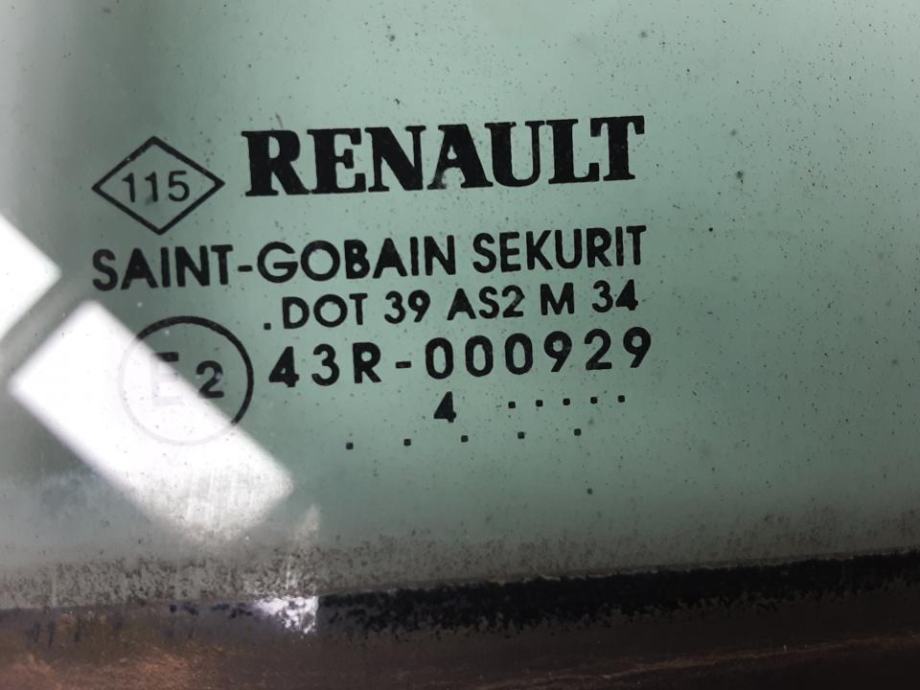 115 RENAULT
SAINT-GOBAIN SEKURIT
.DOT 39 AS2 M 34
E2 43R-000929
4 .....
.....